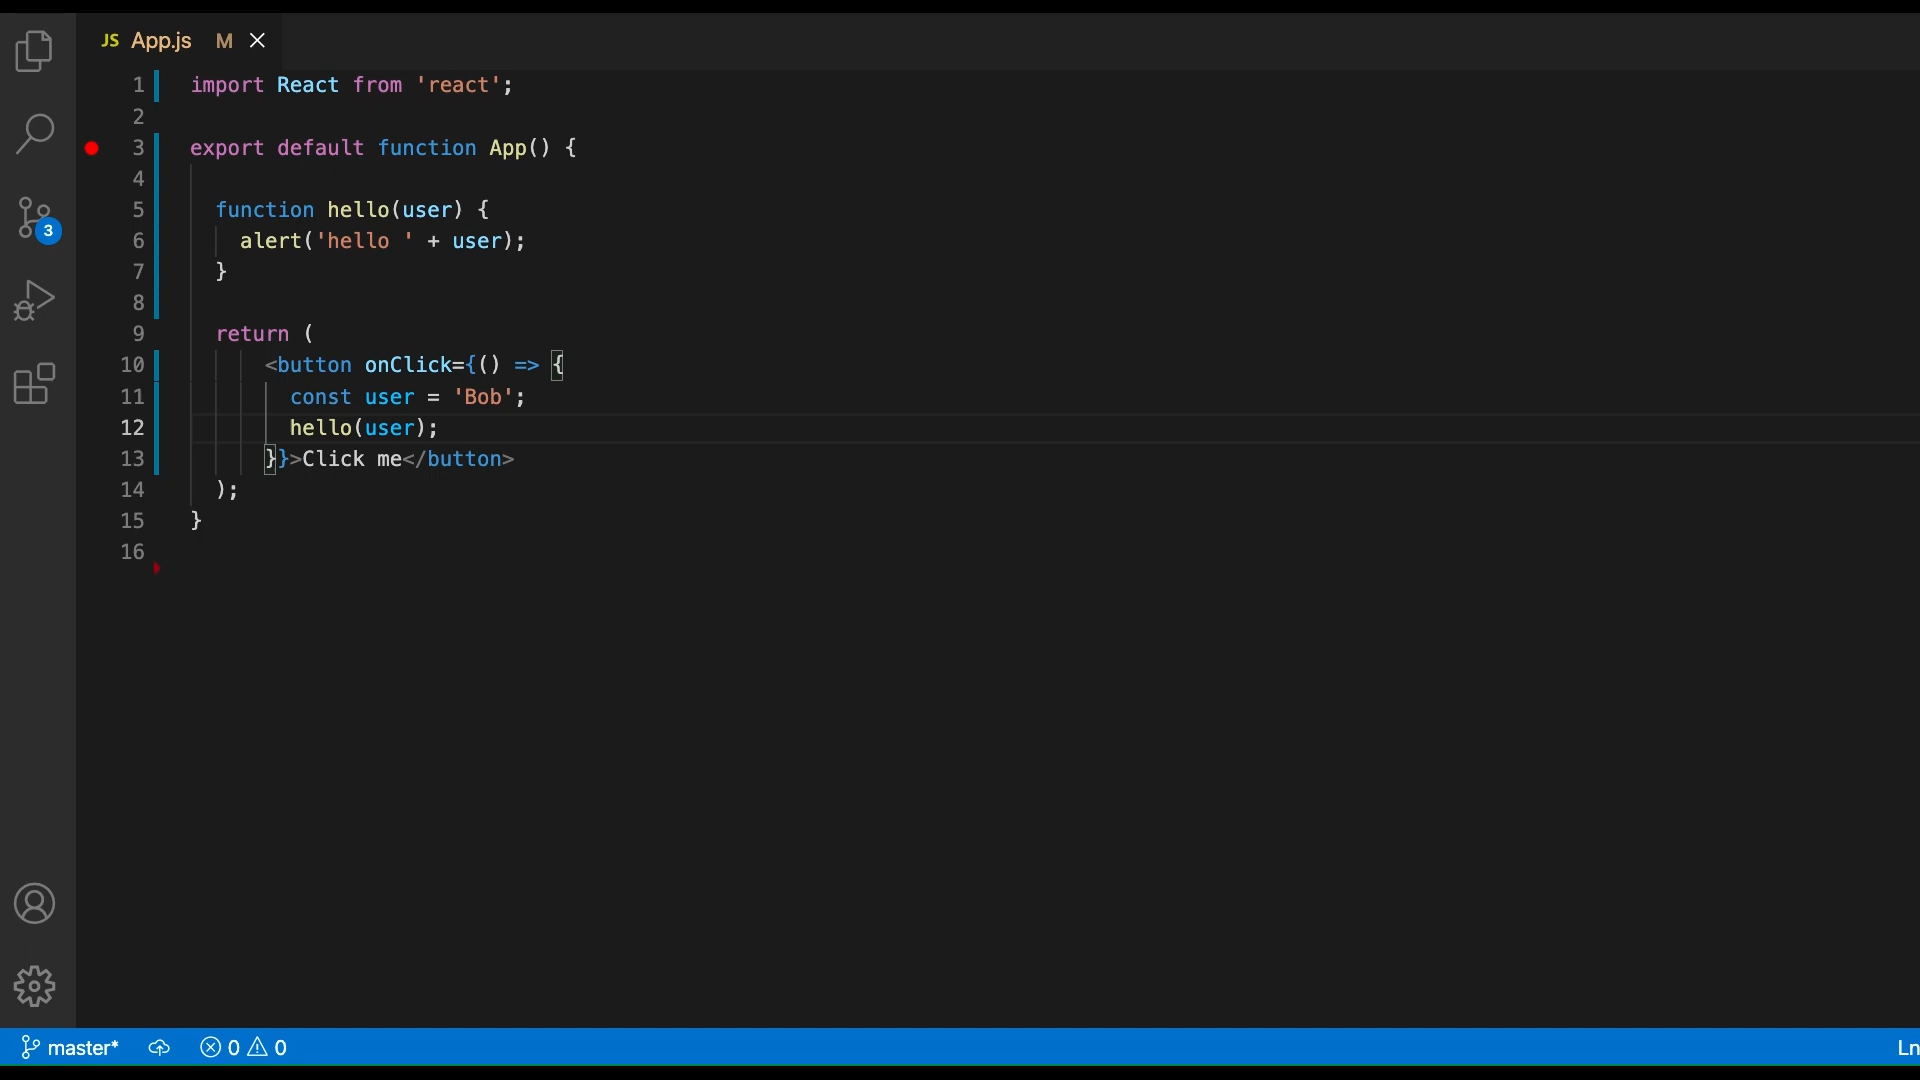 JS App.js M
1 import React from 'react';
2
3 export default function App() {
4
5 function hello(user) {
6 alert('hello ' + user);
7 }
8
9 return (
10 <button onClick={() => {
11 const user = 'Bob';
12 hello(user);
13 }}>Click me</button>
14 );
15 }
16
3
master* 0 0 Ln